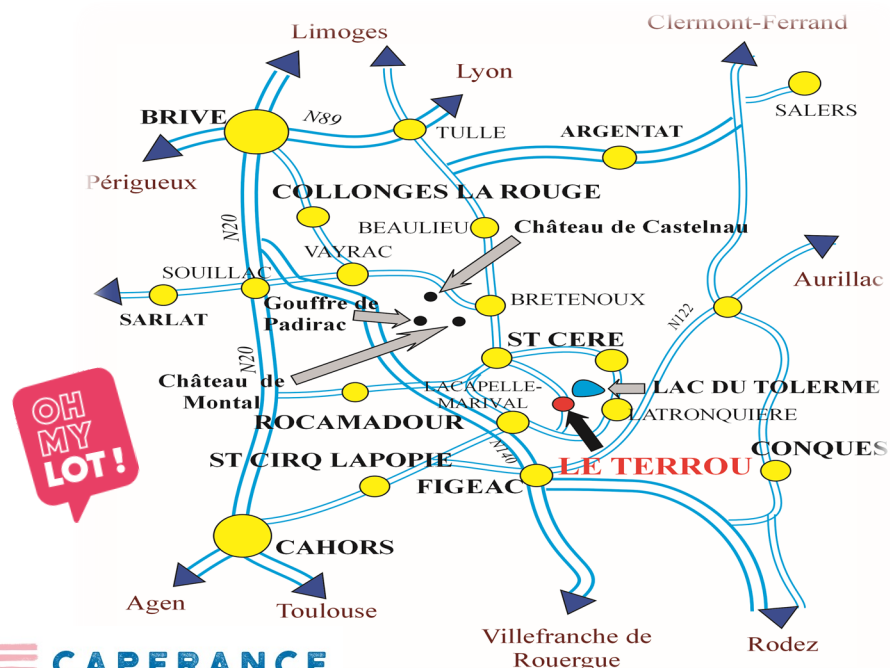 Limoges
Clermont-Ferrand
Lyon
BRIVE
N89
TULLE
ARGENTAT
SALERS
Périgueux
COLLONGES LA ROUGE
N20
BEAULIEU
Château de Castelnau
VAYRAC
SOUILLAC
Aurillac
SARLAT
Gouffre de
Padirac
BRETENOUX
N122
ST CERE
N20
Château de
Montal
LACAPELLE-
MARIVAL
LAC DU TOLERME
ROCAMADOUR
LATRONQUIERE
OH
MY
LOT!
ST CIRQ LAPOPIE
N140
LE TERROU
CONQUES
FIGEAC
CAHORS
Agen
Toulouse
Villefranche de
Rouergue
Rodez
CAPFRANCE